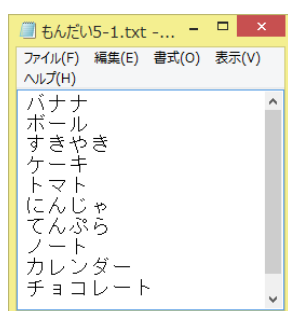 もんだい5-1.txt -...
ファイル(F) 編集(E) 書式(O) 表示(V)
ヘルプ(H)
バナナ
ボール
すきやき
ケーキ
トマト
にんじゃ
てんぷら
ノート
カレンダー
チョコレート